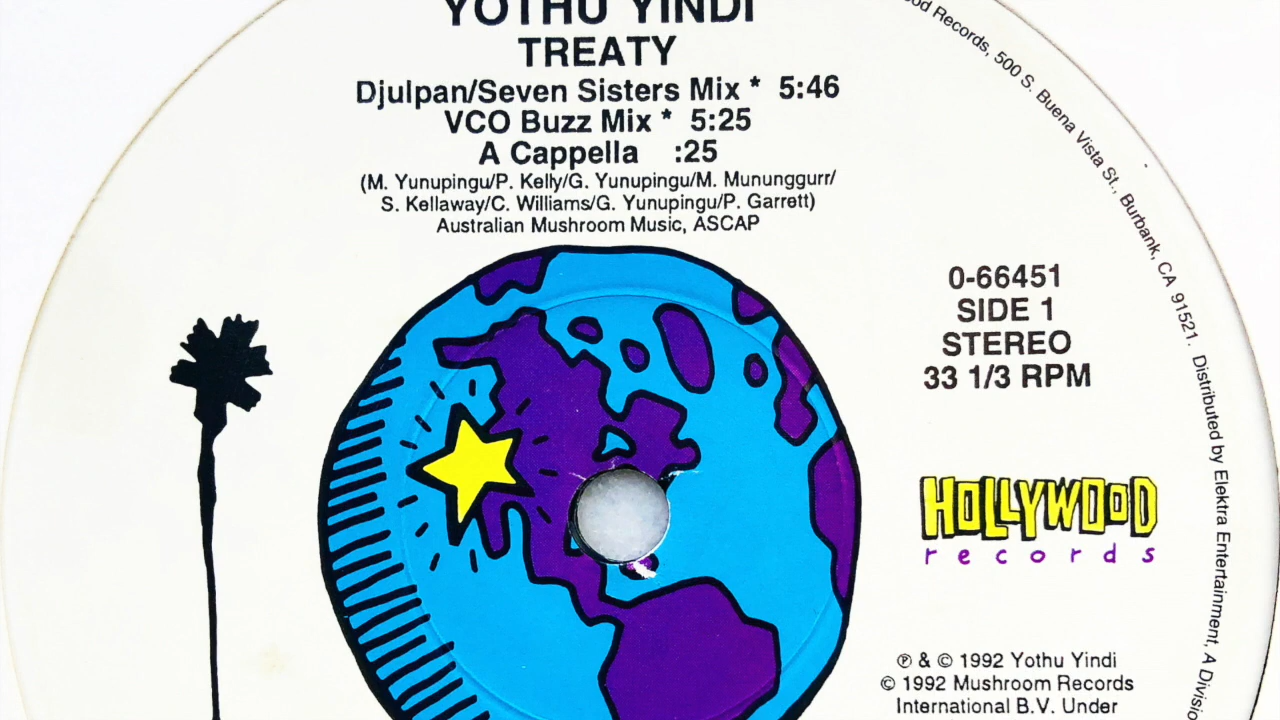 YOTHU YINDI
TREATY
Djulpan/Seven Sisters Mix * 5:46
VCO Buzz Mix * 5:25
A Cappella :25
(M. Yunupingu/P. Kelly/G. Yunupingu/M. Mununggurr/
S. Kellaway/C. Williams/G. Yunupingu/P. Garrett)
Australian Mushroom Music, ASCAP
0-66451
SIDE 1
STEREO
33 1/3 RPM
HOLLYWOOD
records
℗ & © 1992 Yothu Yindi
© 1992 Mushroom Records
International B.V. Under
Records, 500 S. Buena Vista St., Burbank, CA 91521. Distributed by Elektra Entertainment, A